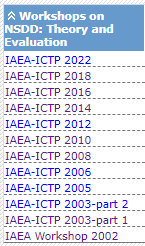 Workshops on
NSDD: Theory and
Evaluation
IAEA-ICTP 2022
IAEA-ICTP 2018
IAEA-ICTP 2016
IAEA-ICTP 2014
IAEA-ICTP 2012
IAEA-ICTP 2010
IAEA-ICTP 2008
IAEA-ICTP 2006
IAEA-ICTP 2005
IAEA-ICTP 2003-part 2
IAEA-ICTP 2003-part 1
IAEA Workshop 2002